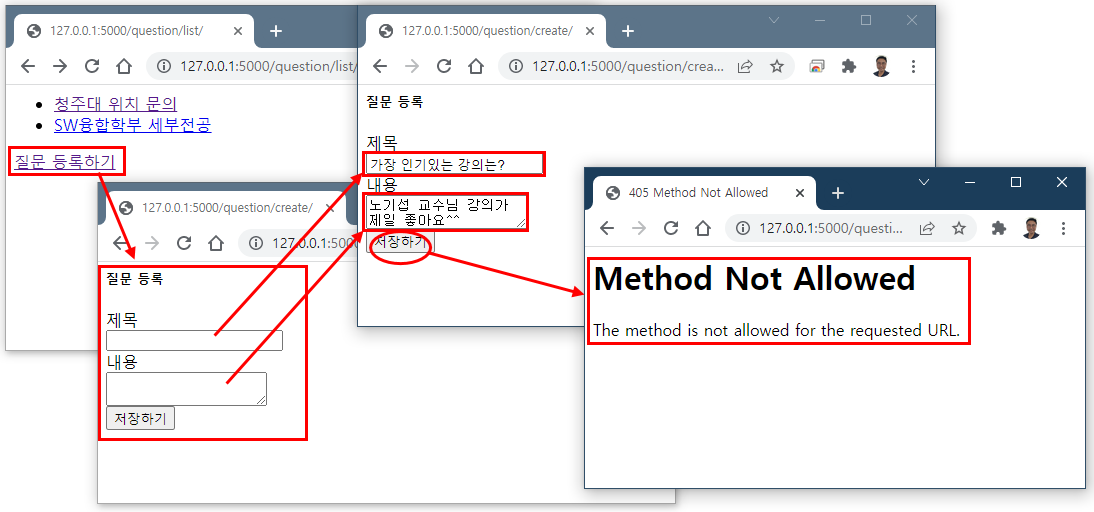 127.0.0.1:5000/question/list/
127.0.0.1:5000/question/list/
청주대 위치 문의
SW융합학부 세부전공
질문 등록하기
127.0.0.1:5000/question/create/
127.0.0.1:5000
질문 등록
제목
내용
저장하기
127.0.0.1:5000/question/create/
127.0.0.1:5000/question/crea...
질문 등록
제목
가장 인기있는 강의는?
내용
노기섭 교수님 강의가
제일 좋아요^^
저장하기
405 Method Not Allowed
127.0.0.1:5000/questi...
Method Not Allowed
The method is not allowed for the requested URL.